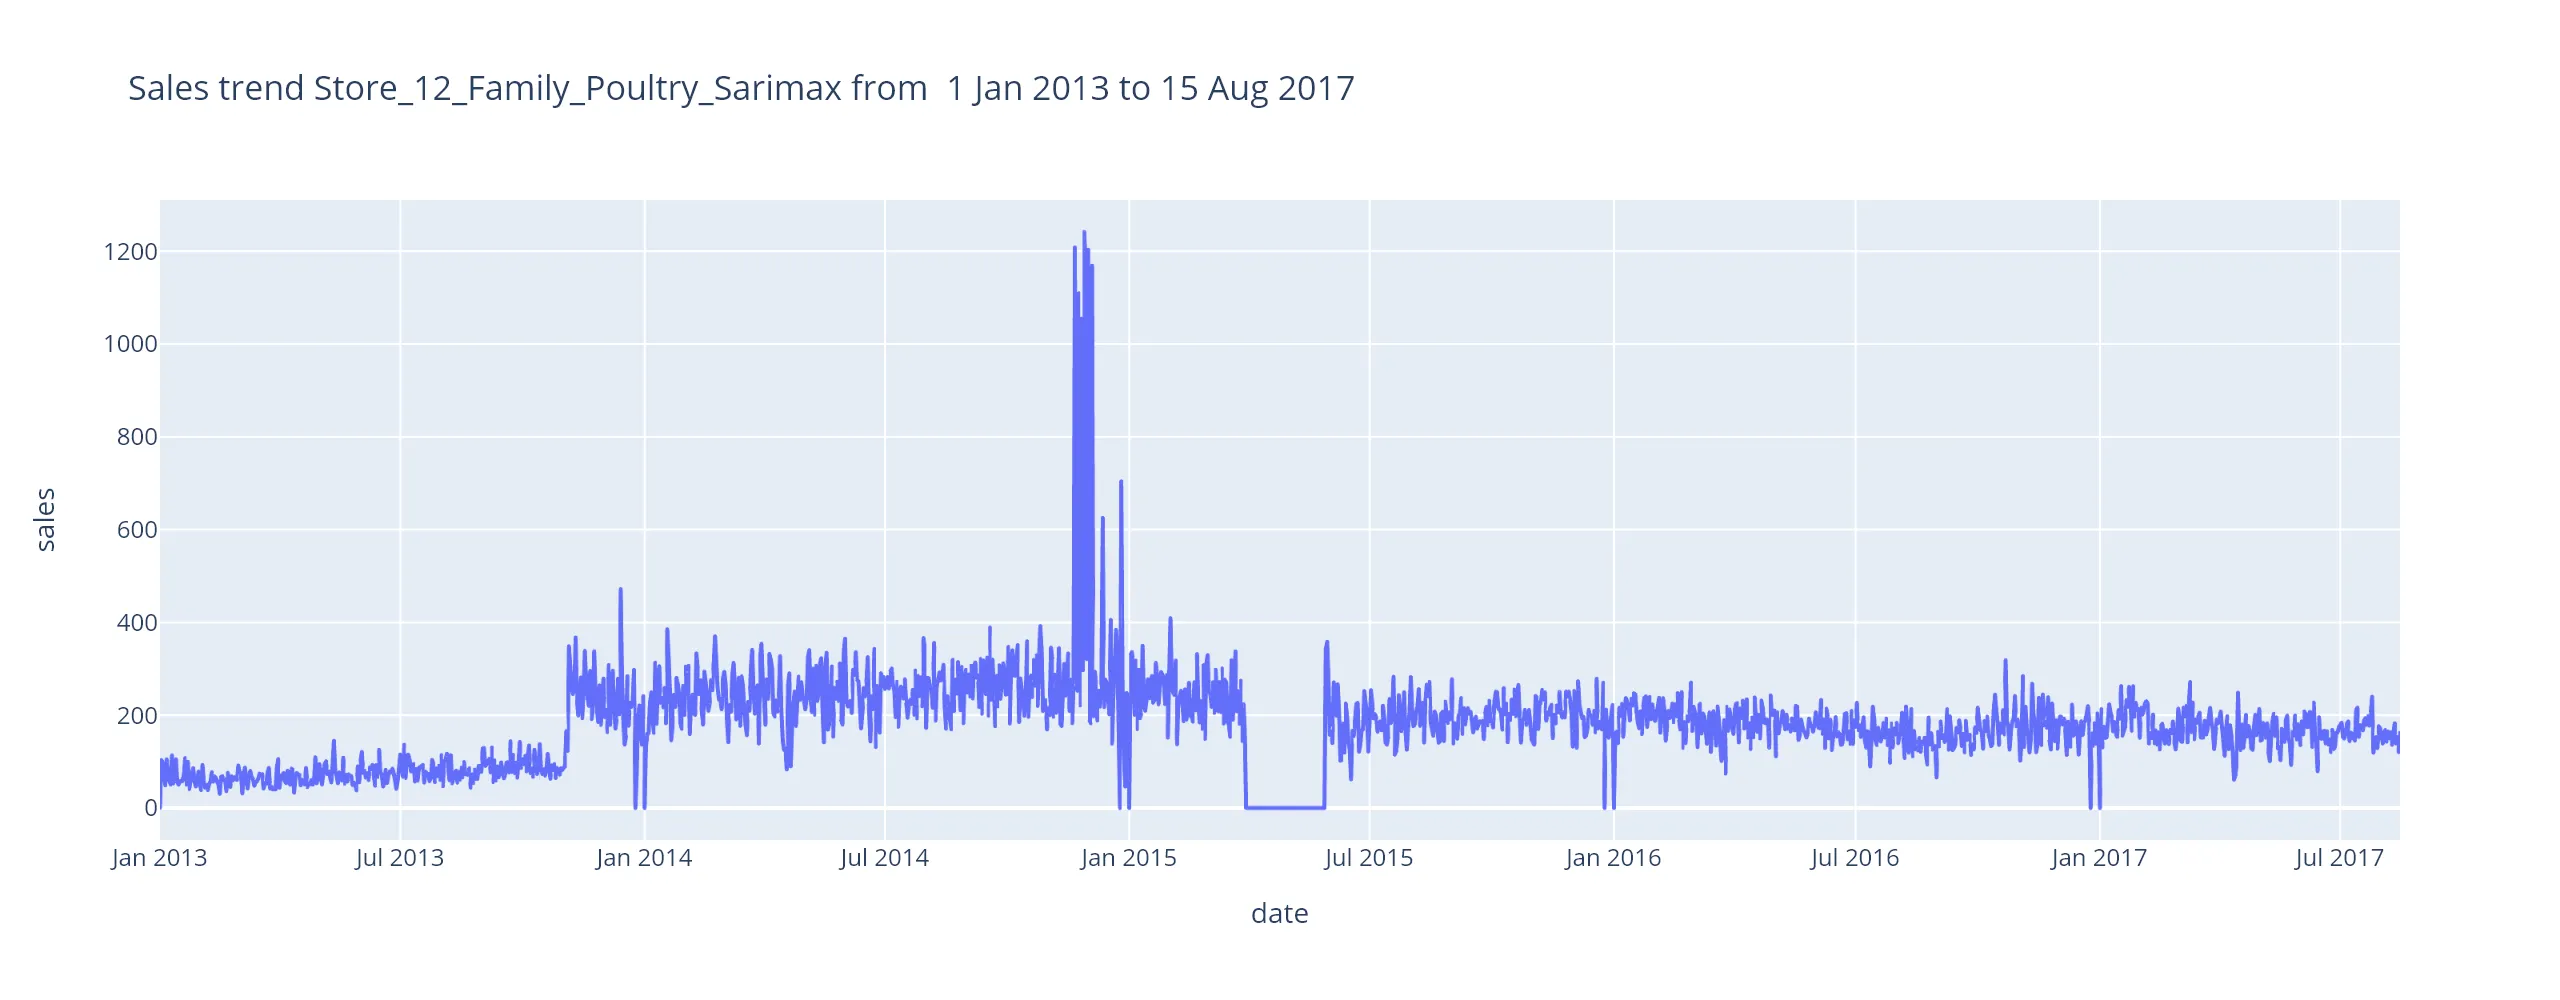 Sales trend Store_12_Family_Poultry_Sarimax from  1 Jan 2013 to 15 Aug 2017
1200
1000
800
600
400
200
0
sales
Jan 2013
Jul 2013
Jan 2014
Jul 2014
Jan 2015
Jul 2015
Jan 2016
Jul 2016
Jan 2017
Jul 2017
date